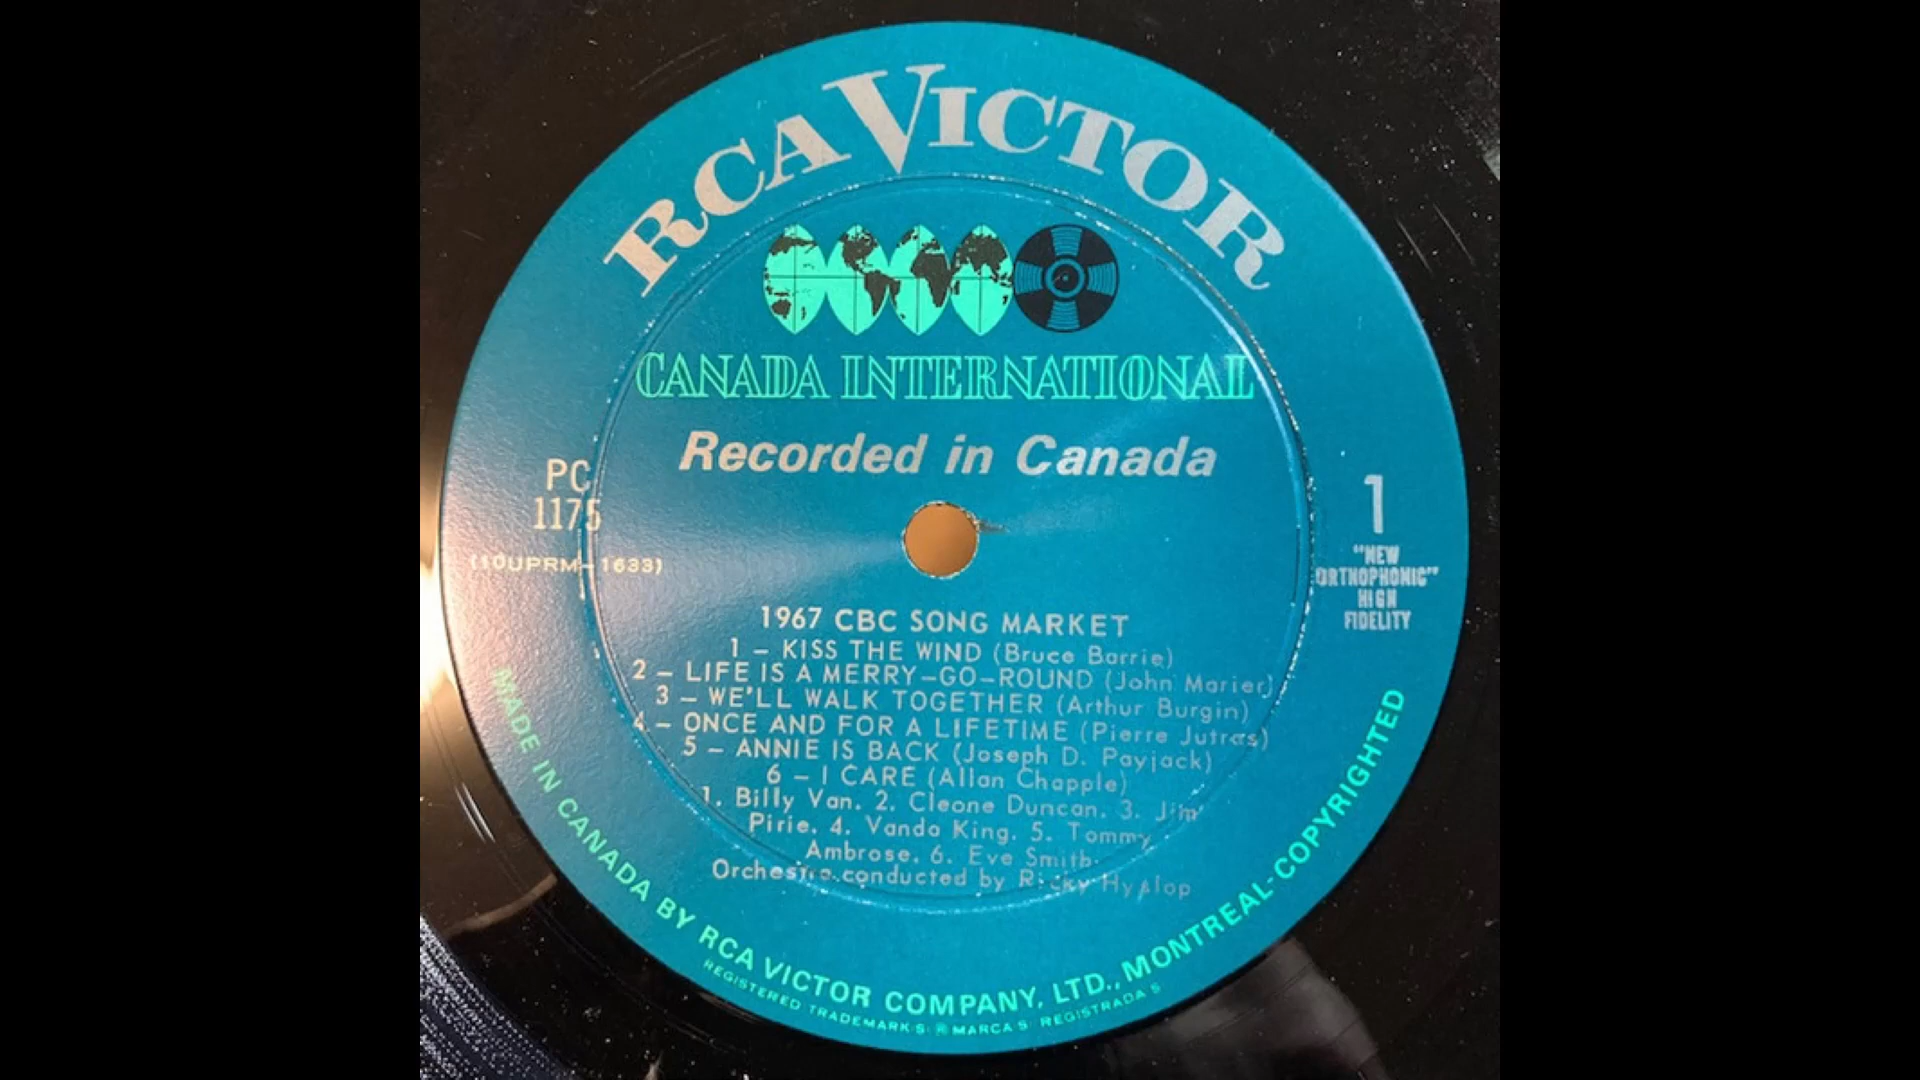 RCA VICTOR
CANADA INTERNATIONAL
Recorded in Canada
PC
1175
(10UPRM-1633)
1
"NEW
ORTHOPHONIC"
HIGH
FIDELITY
1967 CBC SONG MARKET
1 – KISS THE WIND (Bruce Barrie)
2 – LIFE IS A MERRY–GO–ROUND (John Marier)
3 – WE'LL WALK TOGETHER (Arthur Burgin)
4 – ONCE AND FOR A LIFETIME (Pierre Jutras)
5 – ANNIE IS BACK (Joseph D. Payjack)
6 – I CARE (Allan Chapple)
1. Billy Van. 2. Cleone Duncan. 3. Jim
Pirie. 4. Vanda King. 5. Tommy
Ambrose. 6. Eve Smith.
Orchestra conducted by Ricky Hyslop
MADE IN CANADA BY RCA VICTOR COMPANY, LTD., MONTREAL-COPYRIGHTED
REGISTERED TRADEMARKS ® MARCAS REGISTRADAS